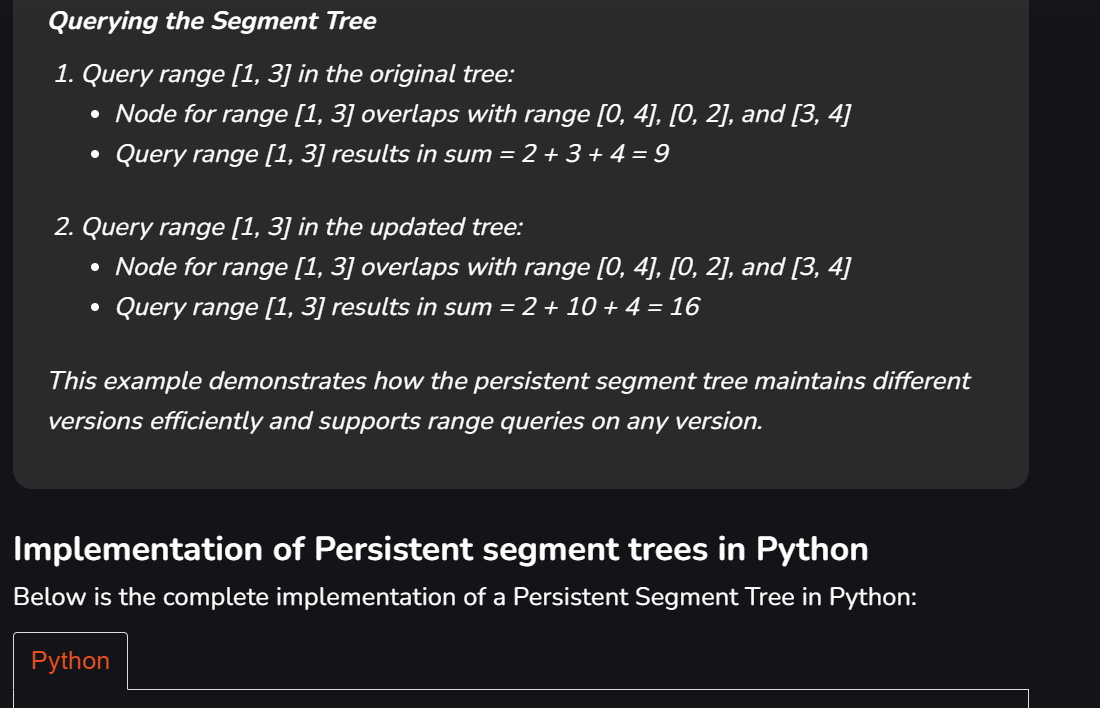 Querying the Segment Tree
1. Query range [1, 3] in the original tree:
• Node for range [1, 3] overlaps with range [0, 4], [0, 2], and [3, 4]
• Query range [1, 3] results in sum = 2 + 3 + 4 = 9
2. Query range [1, 3] in the updated tree:
• Node for range [1, 3] overlaps with range [0, 4], [0, 2], and [3, 4]
• Query range [1, 3] results in sum = 2 + 10 + 4 = 16
This example demonstrates how the persistent segment tree maintains different
versions efficiently and supports range queries on any version.
Implementation of Persistent segment trees in Python
Below is the complete implementation of a Persistent Segment Tree in Python:
Python